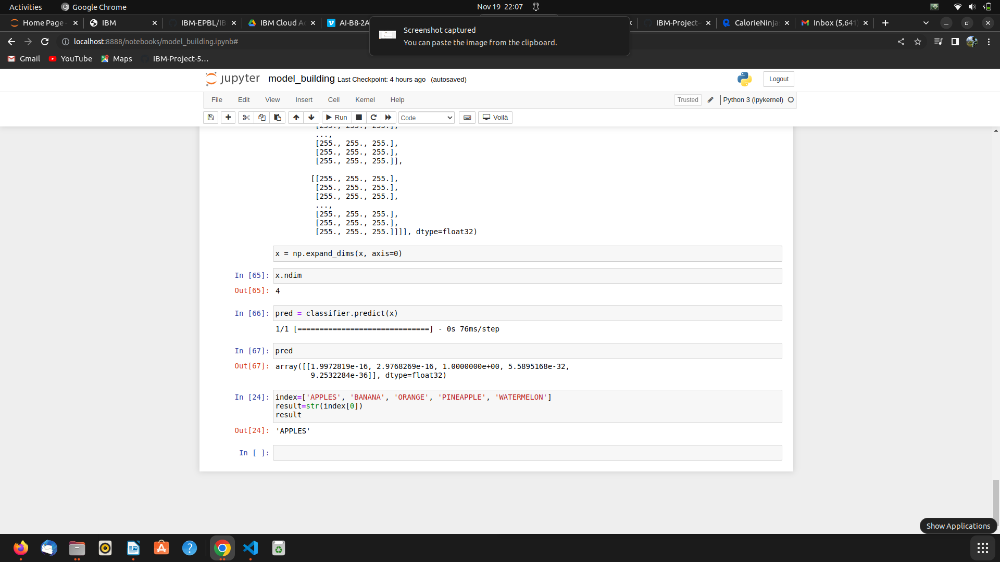 Activities
Google Chrome
Nov 19 22:07
Home Page -
IBM
IBM-EPBL/IB
IBM Cloud Ac
AI-B8-2A
IBM-Project-
CalorieNinja
Inbox (5,641)
Screenshot captured
You can paste the image from the clipboard.
localhost:8888/notebooks/model_building.ipynb#
Gmail
YouTube
Maps
IBM-Project-5…
jupyter
model_building Last Checkpoint: 4 hours ago (autosaved)
Logout
File
Edit
View
Insert
Cell
Kernel
Help
Trusted
Python 3 (ipykernel)
Run
Code
Voilà
[255., 255., 255.],
...,
[255., 255., 255.],
[255., 255., 255.],
[255., 255., 255.]],
[[255., 255., 255.],
[255., 255., 255.],
[255., 255., 255.],
...,
[255., 255., 255.],
[255., 255., 255.],
[255., 255., 255.]]]], dtype=float32)
x = np.expand_dims(x, axis=0)
In [65]: x.ndim
Out[65]: 4
In [66]: pred = classifier.predict(x)
1/1 [==============================] - 0s 76ms/step
In [67]: pred
Out[67]: array([[1.9972819e-16, 2.9768269e-16, 1.0000000e+00, 5.5895168e-32,
9.2532284e-36]], dtype=float32)
In [24]: index=['APPLES', 'BANANA', 'ORANGE', 'PINEAPPLE', 'WATERMELON']
result=str(index[0])
result
Out[24]: 'APPLES'
In [ ]:
Show Applications